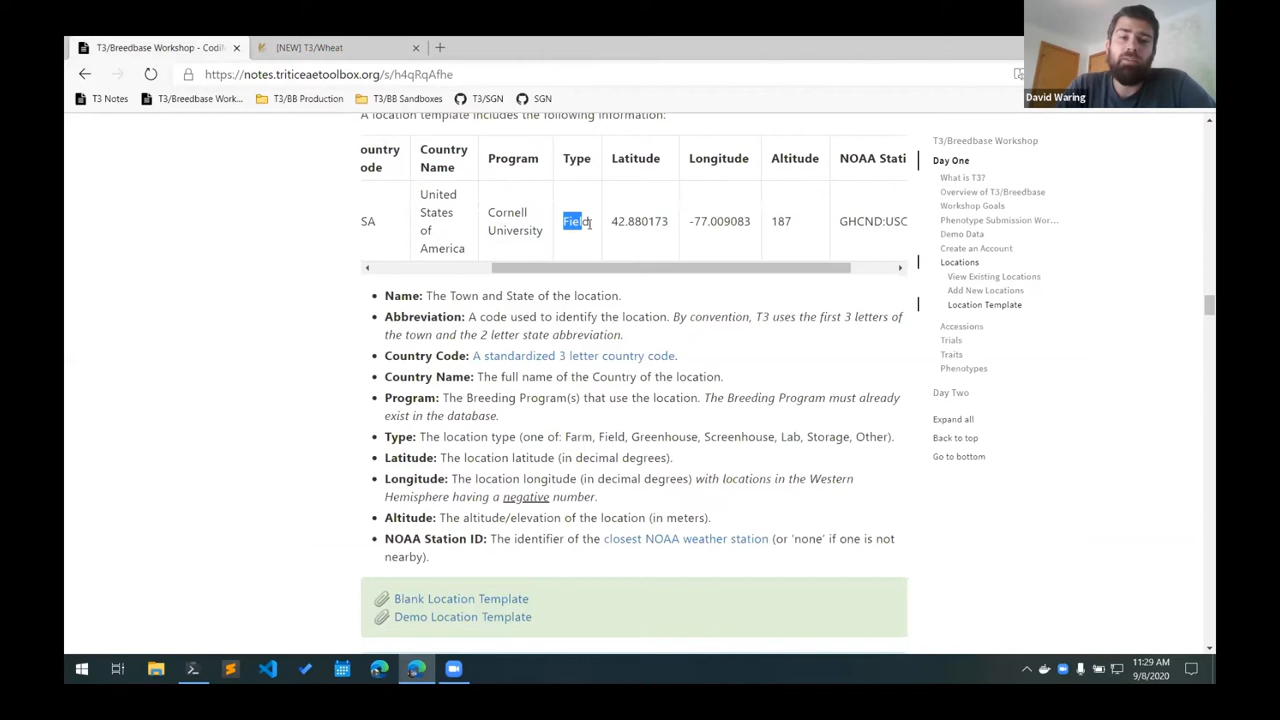 T3/Breedbase Workshop - CodiM
[NEW] T3/Wheat
https://notes.triticeaetoolbox.org/s/h4qRqAfhe
T3 Notes
T3/Breedbase Work...
T3/BB Production
T3/BB Sandboxes
T3/SGN
SGN
David Waring
A location template includes the following information:
ountry ode
Country Name
Program
Type
Latitude
Longitude
Altitude
NOAA Stati
SA
United States of America
Cornell University
Field
42.880173
-77.009083
187
GHCND:USC
Name: The Town and State of the location.
Abbreviation: A code used to identify the location. By convention, T3 uses the first 3 letters of
the town and the 2 letter state abbreviation.
Country Code: A standardized 3 letter country code.
Country Name: The full name of the Country of the location.
Program: The Breeding Program(s) that use the location. The Breeding Program must already
exist in the database.
Type: The location type (one of: Farm, Field, Greenhouse, Screenhouse, Lab, Storage, Other).
Latitude: The location latitude (in decimal degrees).
Longitude: The location longitude (in decimal degrees) with locations in the Western
Hemisphere having a negative number.
Altitude: The altitude/elevation of the location (in meters).
NOAA Station ID: The identifier of the closest NOAA weather station (or ‘none’ if one is not
nearby).
Blank Location Template
Demo Location Template
T3/Breedbase Workshop
Day One
What is T3?
Overview of T3/Breedbase
Workshop Goals
Phenotype Submission Wor...
Demo Data
Create an Account
Locations
View Existing Locations
Add New Locations
Location Template
Accessions
Trials
Traits
Phenotypes
Day Two
Expand all
Back to top
Go to bottom
11:29 AM
9/8/2020